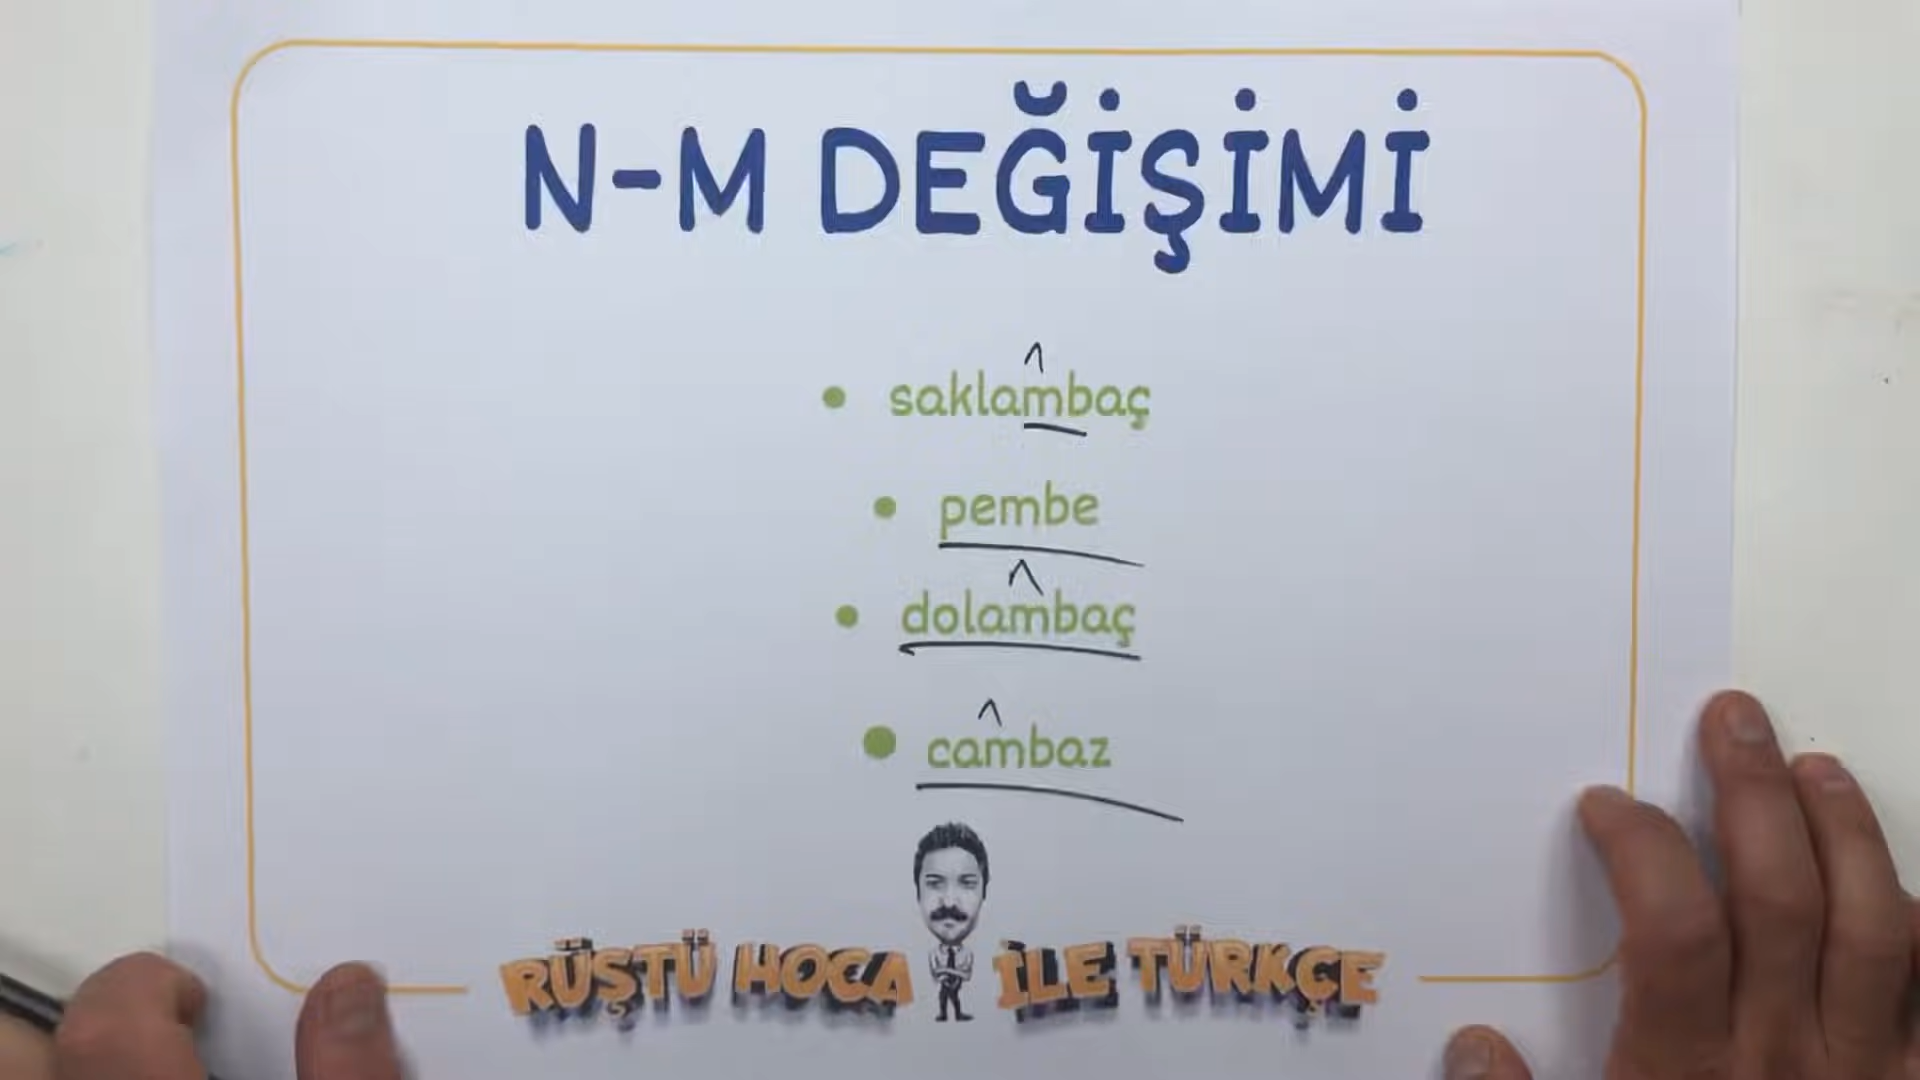 N-M DEĞİŞİMİ
• saklambaç
• pembe
• dolambaç
• cambaz
RÜŞTÜ HOCA İLE TÜRKÇE